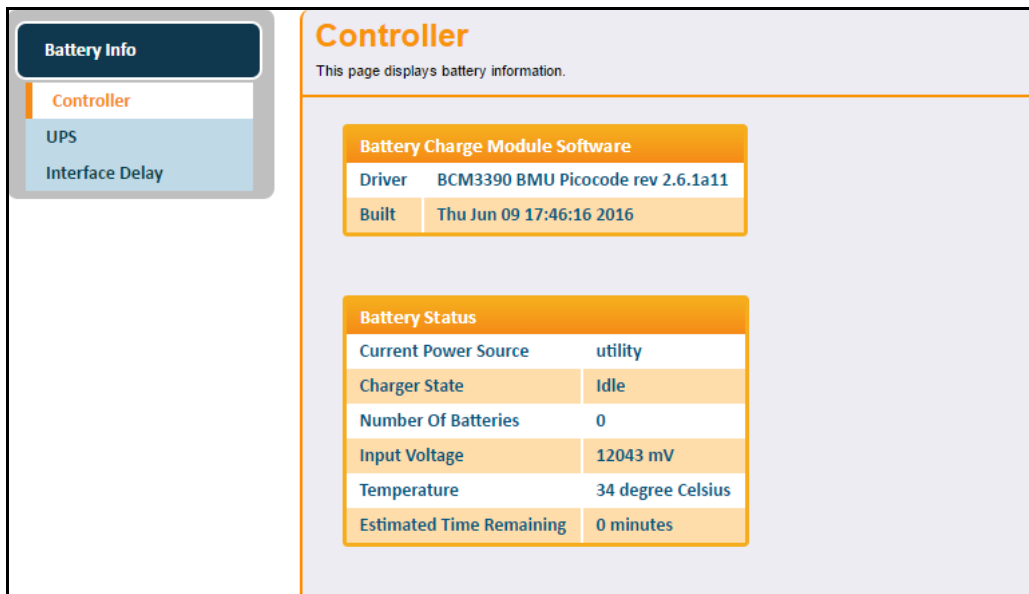 Battery Info
Controller
UPS
Interface Delay
Controller
This page displays battery information.
Battery Charge Module Software
Driver BCM3390 BMU Picocode rev 2.6.1a11
Built Thu Jun 09 17:46:16 2016
Battery Status
Current Power Source utility
Charger State Idle
Number Of Batteries 0
Input Voltage 12043 mV
Temperature 34 degree Celsius
Estimated Time Remaining 0 minutes